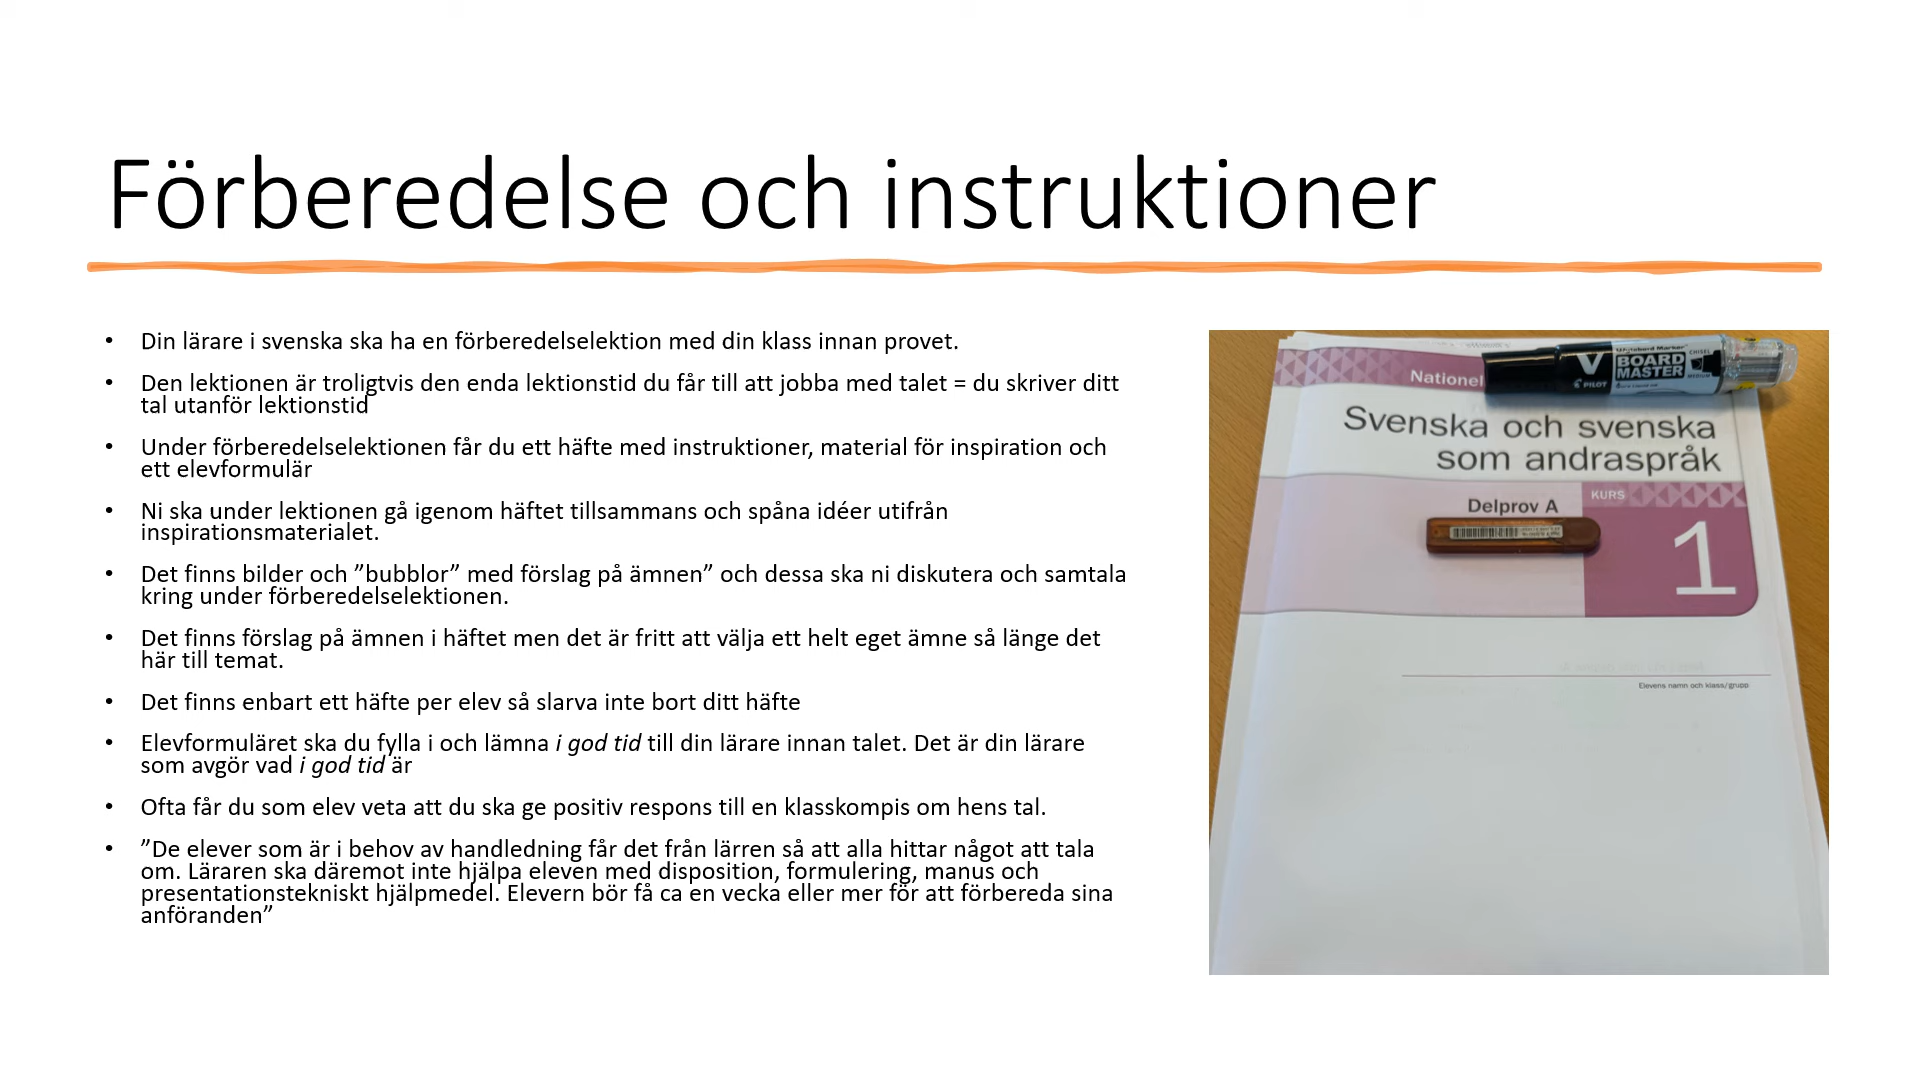 Förberedelse och instruktioner
• Din lärare i svenska ska ha en förberedelselektion med din klass innan provet.
• Den lektionen är troligtvis den enda lektionstid du får till att jobba med talet = du skriver ditt
tal utanför lektionstid
• Under förberedelselektionen får du ett häfte med instruktioner, material för inspiration och
ett elevformulär
• Ni ska under lektionen gå igenom häftet tillsammans och spåna idéer utifrån
inspirationsmaterialet.
• Det finns bilder och ”bubblor” med förslag på ämnen” och dessa ska ni diskutera och samtala
kring under förberedelselektionen.
• Det finns förslag på ämnen i häftet men det är fritt att välja ett helt eget ämne så länge det
här till temat.
• Det finns enbart ett häfte per elev så slarva inte bort ditt häfte
• Elevformuläret ska du fylla i och lämna i god tid till din lärare innan talet. Det är din lärare
som avgör vad i god tid är
• Ofta får du som elev veta att du ska ge positiv respons till en klasskompis om hens tal.
• ”De elever som är i behov av handledning får det från lärren så att alla hittar något att tala
om. Läraren ska däremot inte hjälpa eleven med disposition, formulering, manus och
presentationstekniskt hjälpmedel. Elevern bör få ca en vecka eller mer för att förbereda sina
anföranden”
Nationel
V BOARD
MASTER
CHISEL
MEDIUM
PILOT
Svenska och svenska
som andraspråk
KURS
Delprov A
1
Elevens namn och klass/grupp